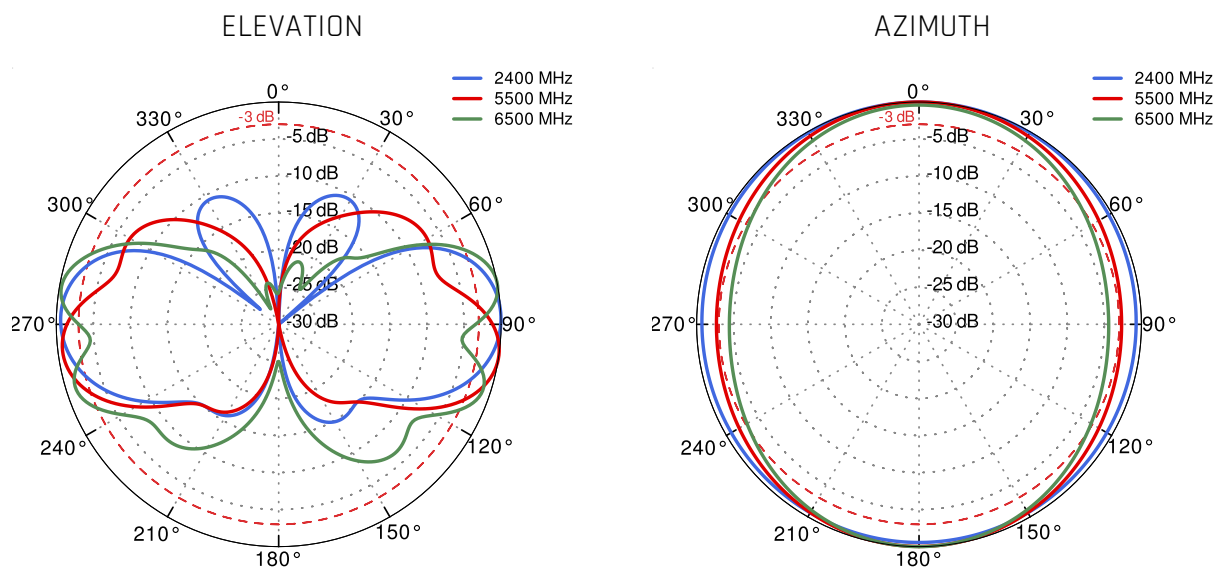 ELEVATION
2400 MHz
5500 MHz
6500 MHz
0°
330°
-3 dB
30°
-5 dB
-10 dB
300°
-15 dB
60°
-20 dB
-25 dB
270°
-30 dB
90°
240°
120°
210°
150°
180°
AZIMUTH
2400 MHz
5500 MHz
6500 MHz
0°
330°
-3 dB
30°
-5 dB
-10 dB
300°
-15 dB
60°
-20 dB
-25 dB
270°
-30 dB
90°
240°
120°
210°
150°
180°